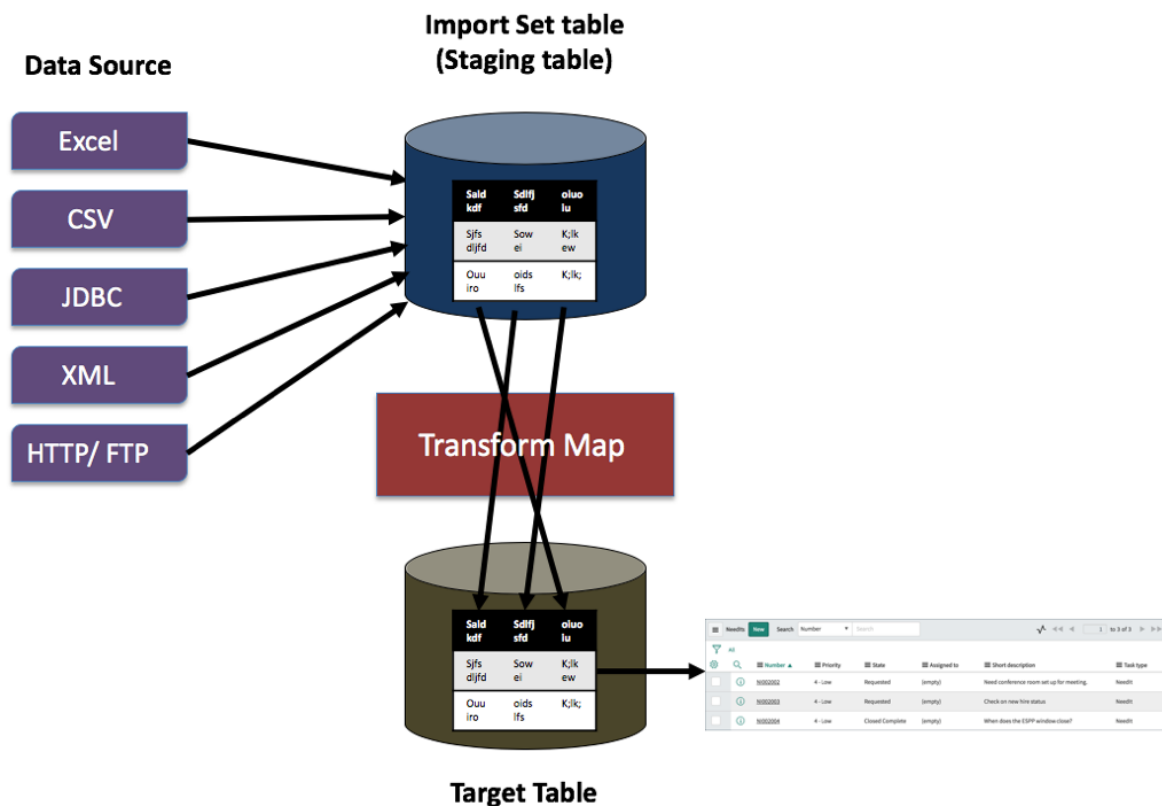 Import Set table
(Staging table)
Data Source
Excel
CSV
JDBC
XML
HTTP/ FTP
Sald Sdlfj oluo
kdf sfd lu
Sjfs Sow K;lk
dljfd ei ew
Ouu oids K;lk;
iro lfs
Transform Map
Sald Sdlfj oluo
kdf sfd lu
Sjfs Sow K;lk
dljfd ei ew
Ouu oids K;lk;
iro lfs
Target Table
NeedIts New Search Number Search 1 to 3 of 3
All
Number Priority State Assigned to Short description Task type
NI002002 4 - Low Requested (empty) Need conference room set up for meeting. NeedIt
NI002003 4 - Low Requested (empty) Check on new hire status NeedIt
NI002004 4 - Low Closed Complete (empty) When does the ESPP window close? NeedIt